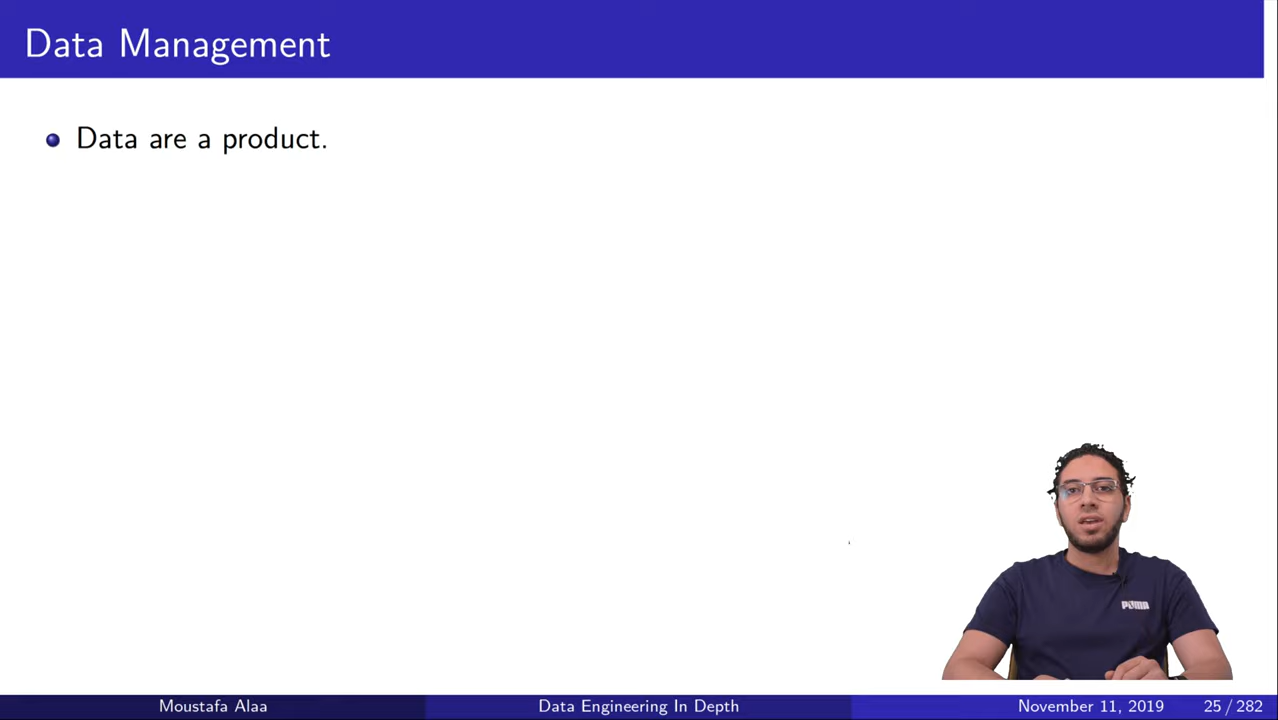 Data Management
Data are a product.
PUMA
Moustafa Alaa Data Engineering In Depth November 11, 2019 25 / 282